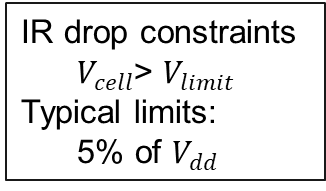 IR drop constraints
V_cell > V_limit
Typical limits:
5% of V_dd